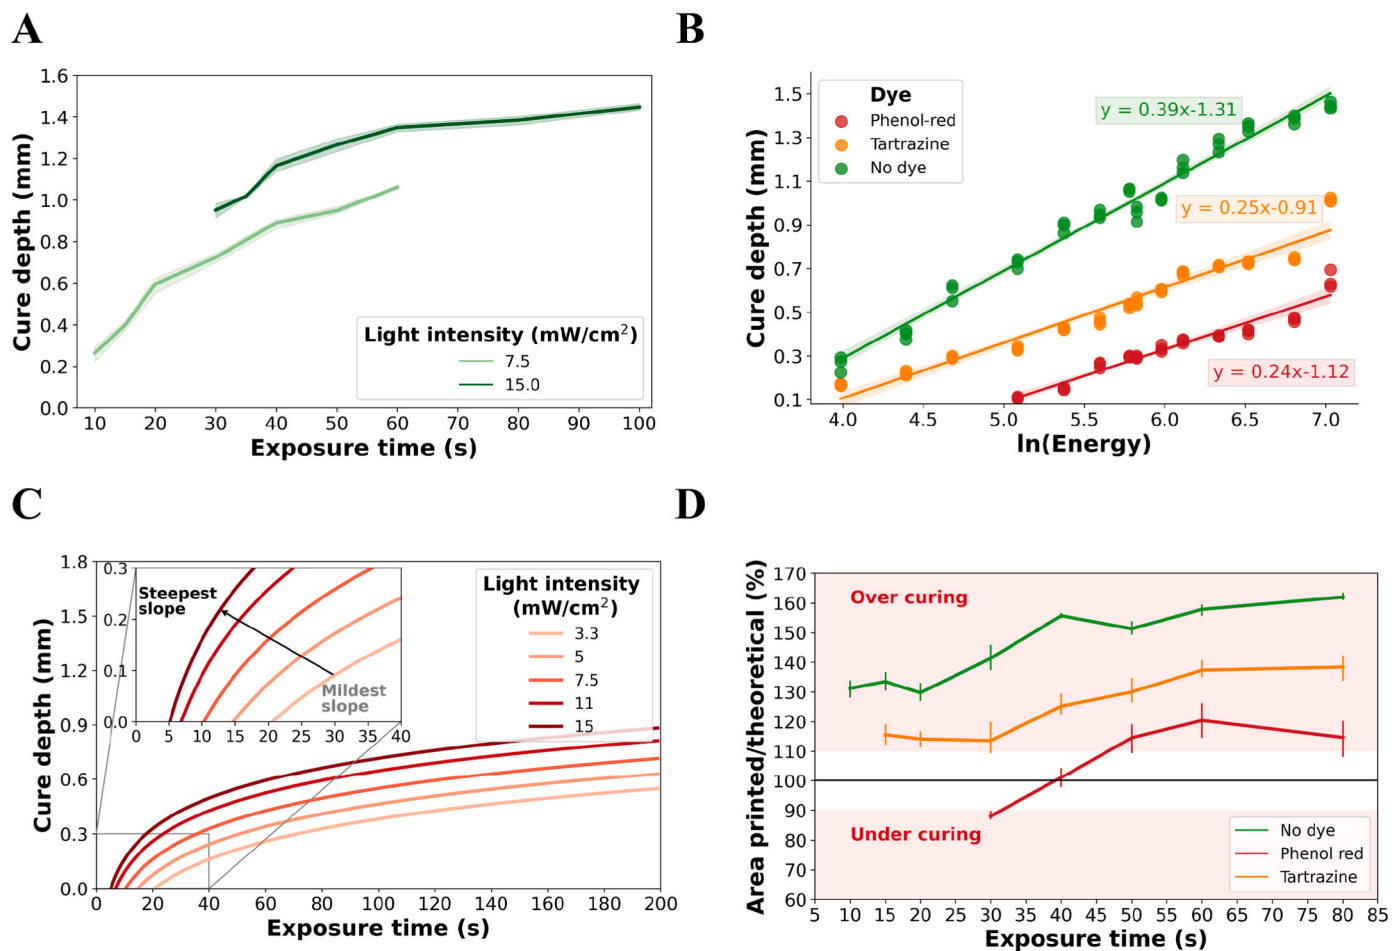 A
1.6
1.4
1.2
1.0
0.8
0.6
0.4
0.2
0.0
Cure depth (mm)
Light intensity (mW/cm²)
7.5
15.0
10 20 30 40 50 60 70 80 90 100
Exposure time (s)
B
1.5
1.3
1.1
0.9
0.7
0.5
0.3
0.1
Cure depth (mm)
Dye
Phenol-red
Tartrazine
No dye
y = 0.39x-1.31
y = 0.25x-0.91
y = 0.24x-1.12
4.0 4.5 5.0 5.5 6.0 6.5 7.0
ln(Energy)
C
1.8
1.5
1.2
0.9
0.6
0.3
0.0
Cure depth (mm)
0.3
0.2
0.1
0.0
Steepest
slope
Mildest
slope
0 5 10 15 20 25 30 35 40
Light intensity
(mW/cm²)
3.3
5
7.5
11
15
0 20 40 60 80 100 120 140 160 180 200
Exposure time (s)
D
170
160
150
140
130
120
110
100
90
80
70
60
Area printed/theoretical (%)
Over curing
Under curing
No dye
Phenol red
Tartrazine
5 10 15 20 25 30 35 40 45 50 55 60 65 70 75 80 85
Exposure time (s)